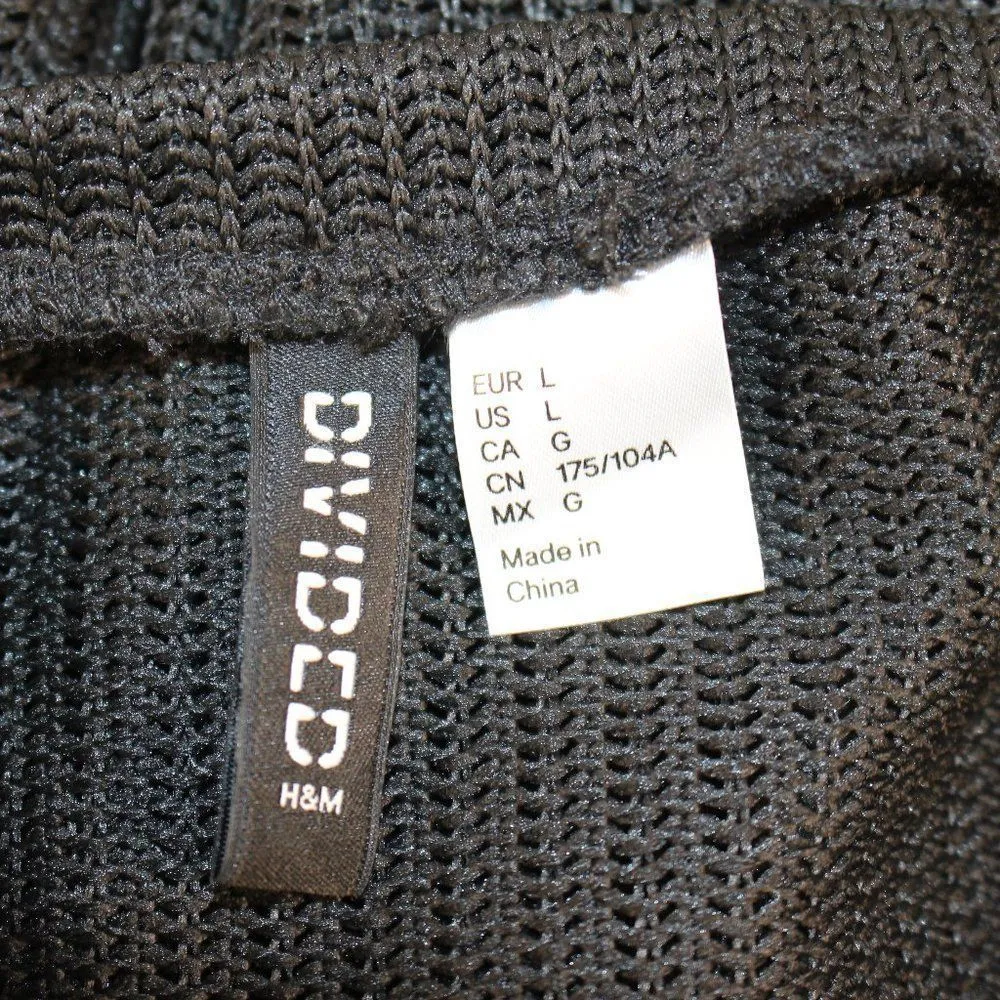 DIVIDED
H&M
EUR L
US L
CA G
CN 175/104A
MX G
Made in
China